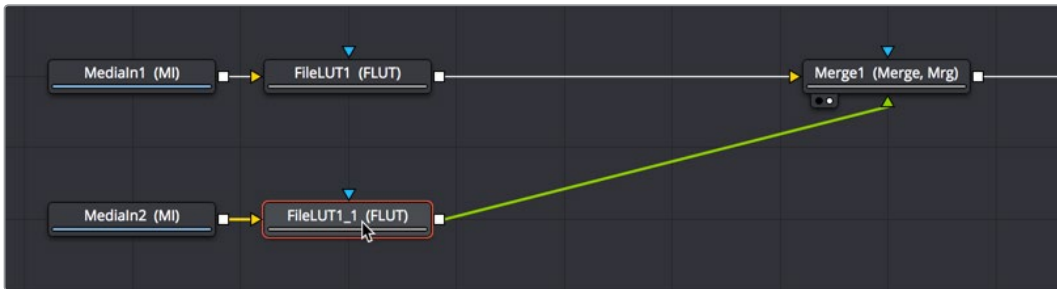 MediaIn1 (MI)
FileLUT1 (FLUT)
Merge1 (Merge, Mrg)
MediaIn2 (MI)
FileLUT1_1 (FLUT)